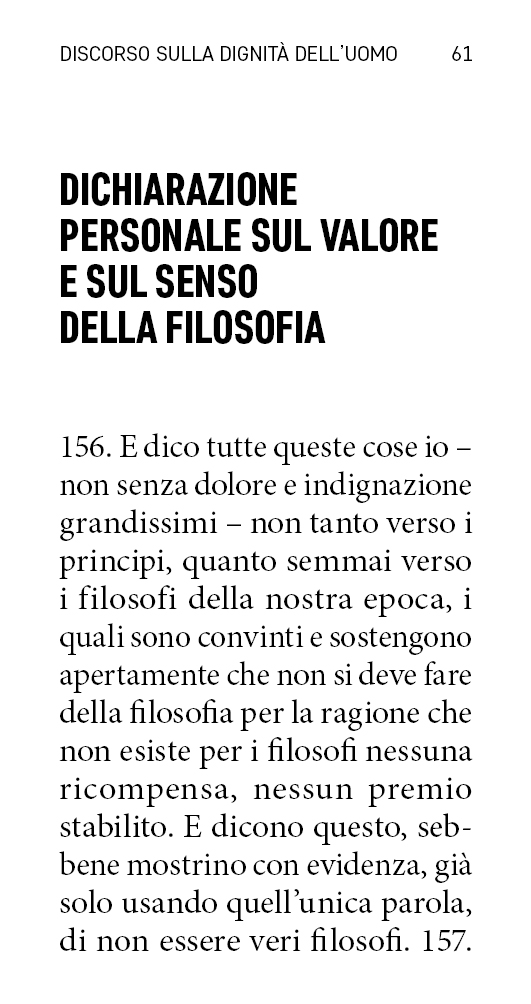 DISCORSO SULLA DIGNITÀ DELL’UOMO 61
DICHIARAZIONE
PERSONALE SUL VALORE
E SUL SENSO
DELLA FILOSOFIA
156. E dico tutte queste cose io –
non senza dolore e indignazione
grandissimi – non tanto verso i
principi, quanto semmai verso
i filosofi della nostra epoca, i
quali sono convinti e sostengono
apertamente che non si deve fare
della filosofia per la ragione che
non esiste per i filosofi nessuna
ricompensa, nessun premio
stabilito. E dicono questo, seb-
bene mostrino con evidenza, già
solo usando quell’unica parola,
di non essere veri filosofi. 157.